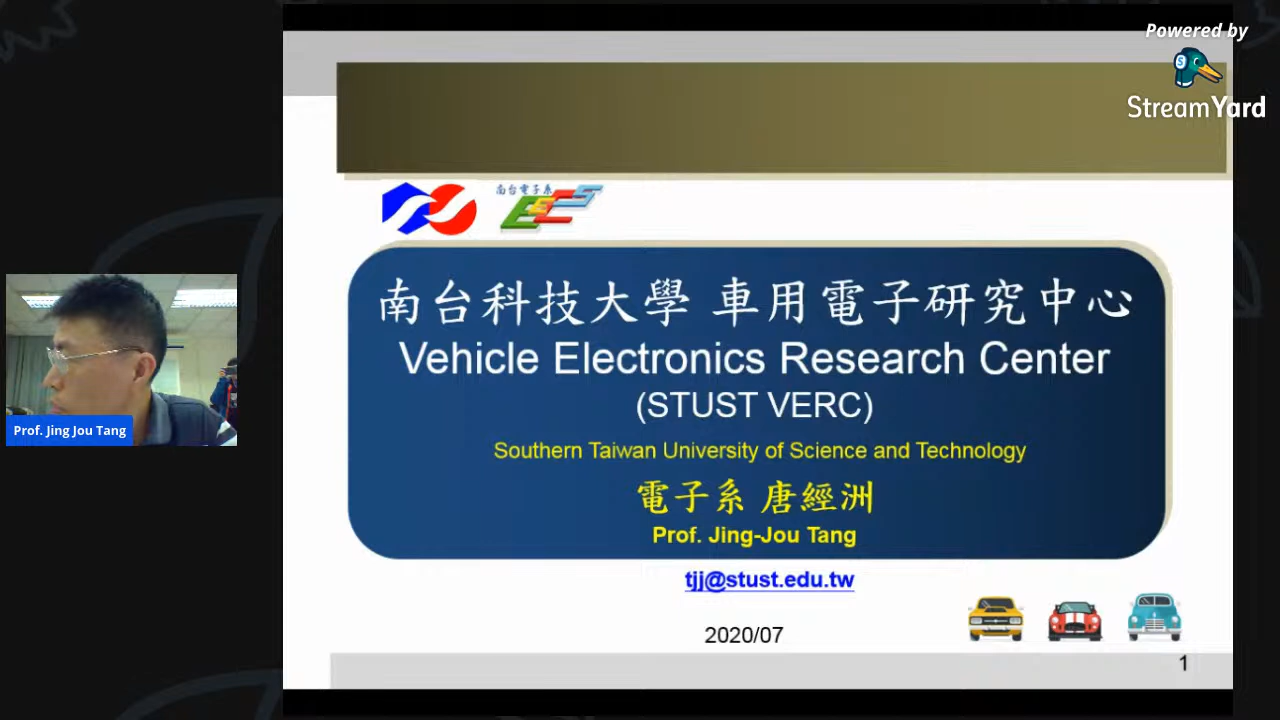 Powered by
StreamYard
南台電子系
EECS
南台科技大學 車用電子研究中心
Vehicle Electronics Research Center
(STUST VERC)
Southern Taiwan University of Science and Technology
電子系 唐經洲
Prof. Jing-Jou Tang
tjj@stust.edu.tw
2020/07
1
Prof. Jing Jou Tang